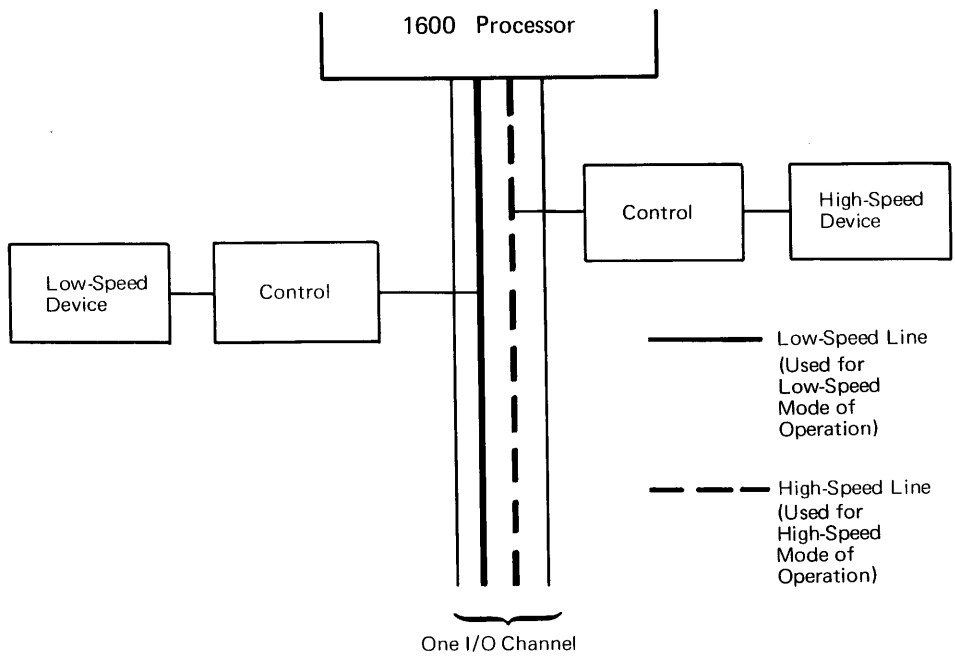 1600 Processor
Control
High-Speed
Device
Low-Speed
Device
Control
Low-Speed Line
(Used for
Low-Speed
Mode of
Operation)
High-Speed Line
(Used for
High-Speed
Mode of
Operation)
One I/O Channel